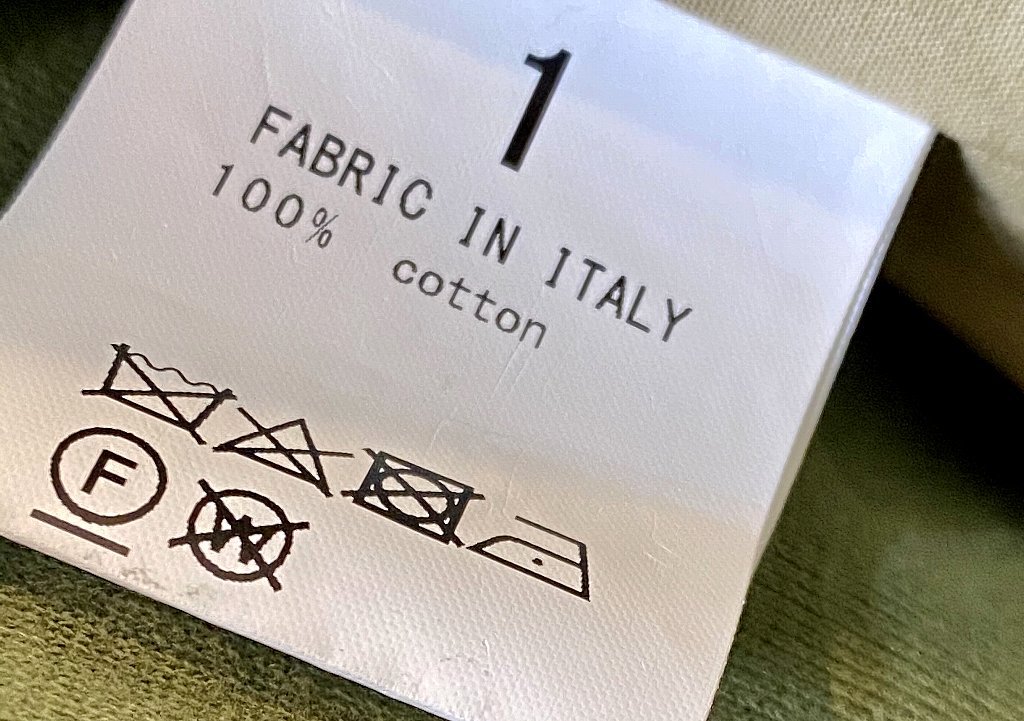 1
FABRIC IN ITALY
100% cotton
F W